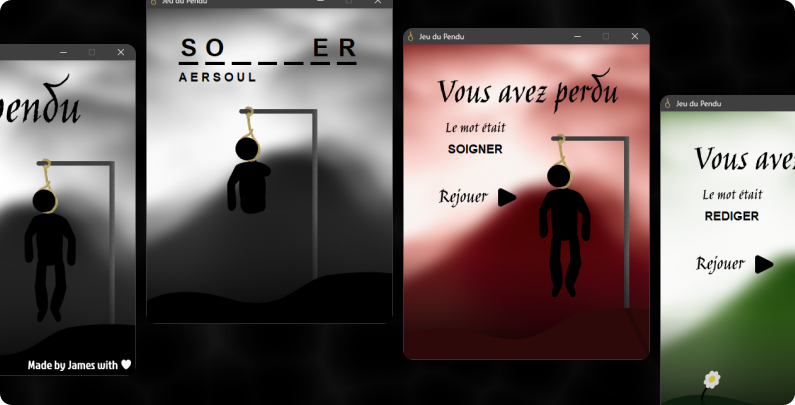 pendu
Made by James with
Jeu du Pendu
S O _ _ _ E R
A E R S O U L
Jeu du Pendu
Vous avez perdu
Le mot était
SOIGNER
Rejouer
Jeu du Pendu
Vous avez
Le mot était
REDIGER
Rejouer